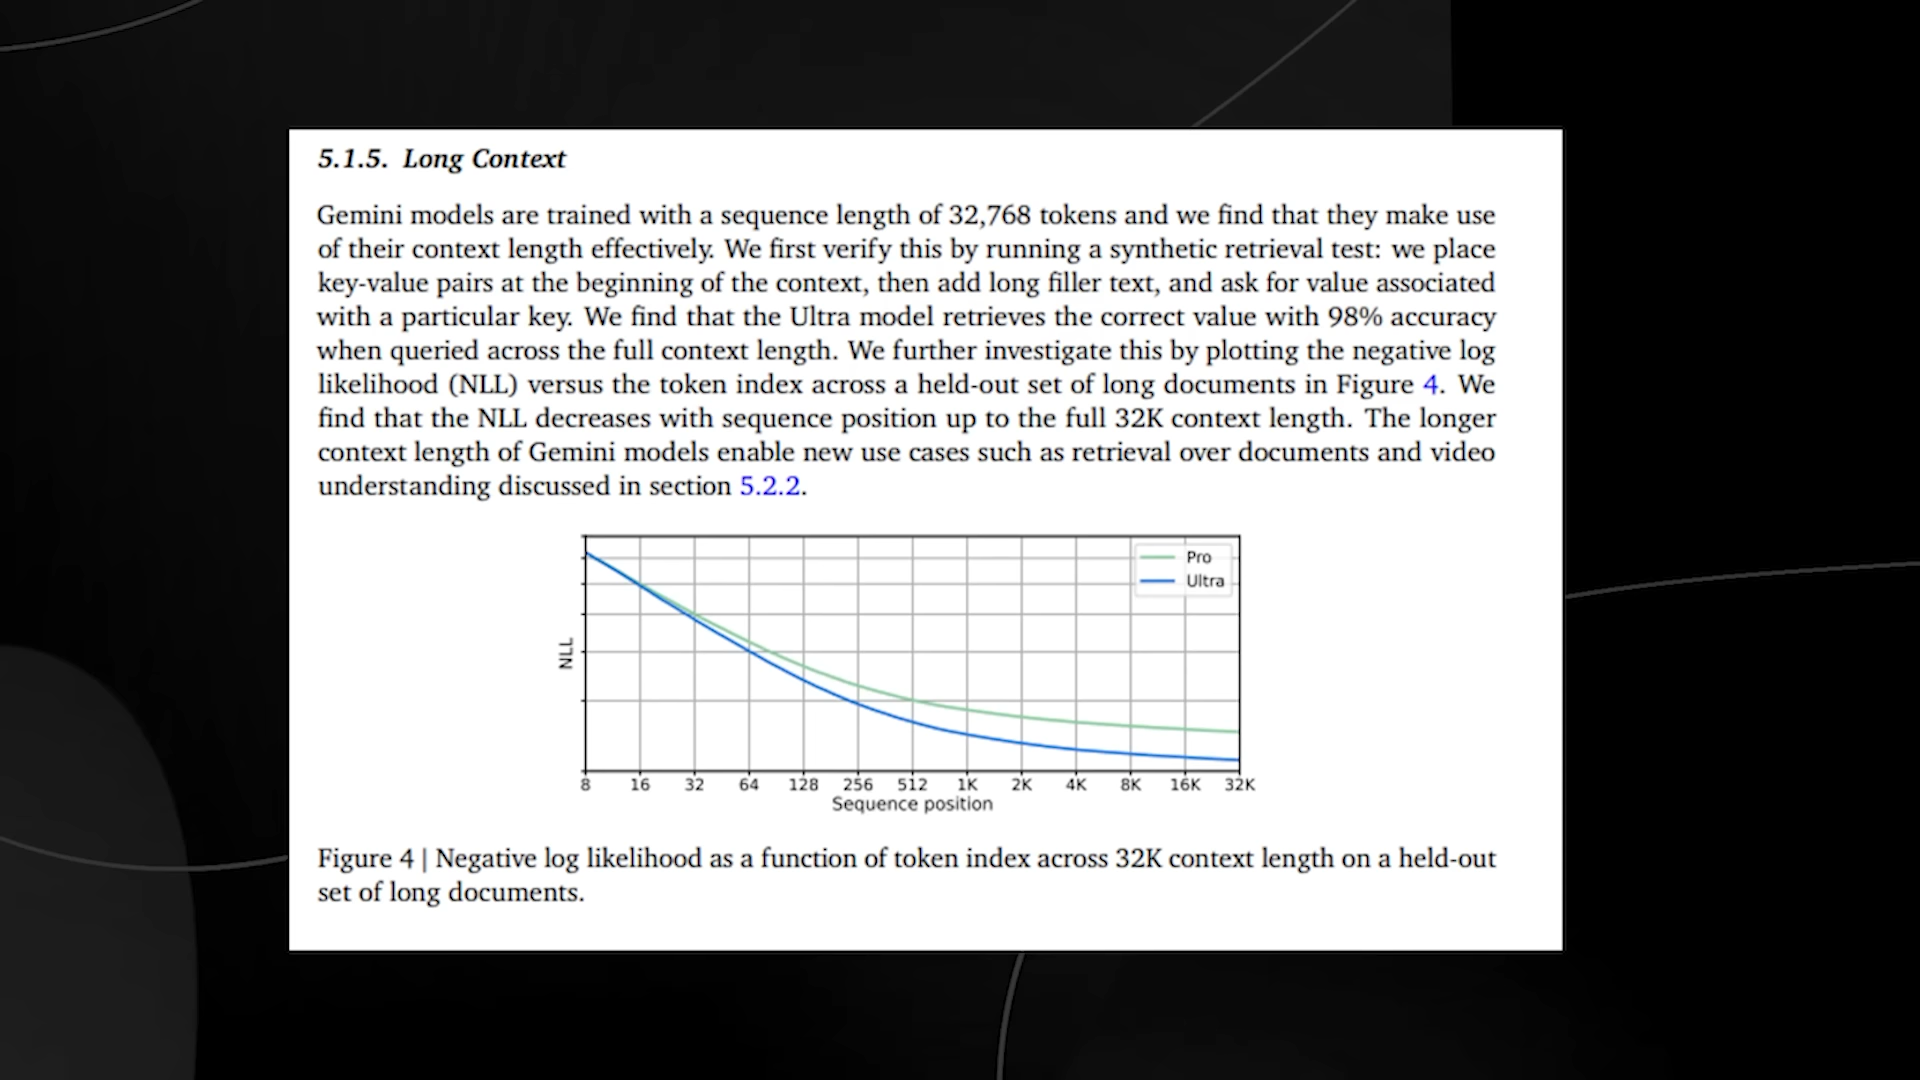 5.1.5. Long Context
Gemini models are trained with a sequence length of 32,768 tokens and we find that they make use
of their context length effectively. We first verify this by running a synthetic retrieval test: we place
key-value pairs at the beginning of the context, then add long filler text, and ask for value associated
with a particular key. We find that the Ultra model retrieves the correct value with 98% accuracy
when queried across the full context length. We further investigate this by plotting the negative log
likelihood (NLL) versus the token index across a held-out set of long documents in Figure 4. We
find that the NLL decreases with sequence position up to the full 32K context length. The longer
context length of Gemini models enable new use cases such as retrieval over documents and video
understanding discussed in section 5.2.2.
Pro
Ultra
NLL
8 16 32 64 128 256 512 1K 2K 4K 8K 16K 32K
Sequence position
Figure 4 | Negative log likelihood as a function of token index across 32K context length on a held-out
set of long documents.